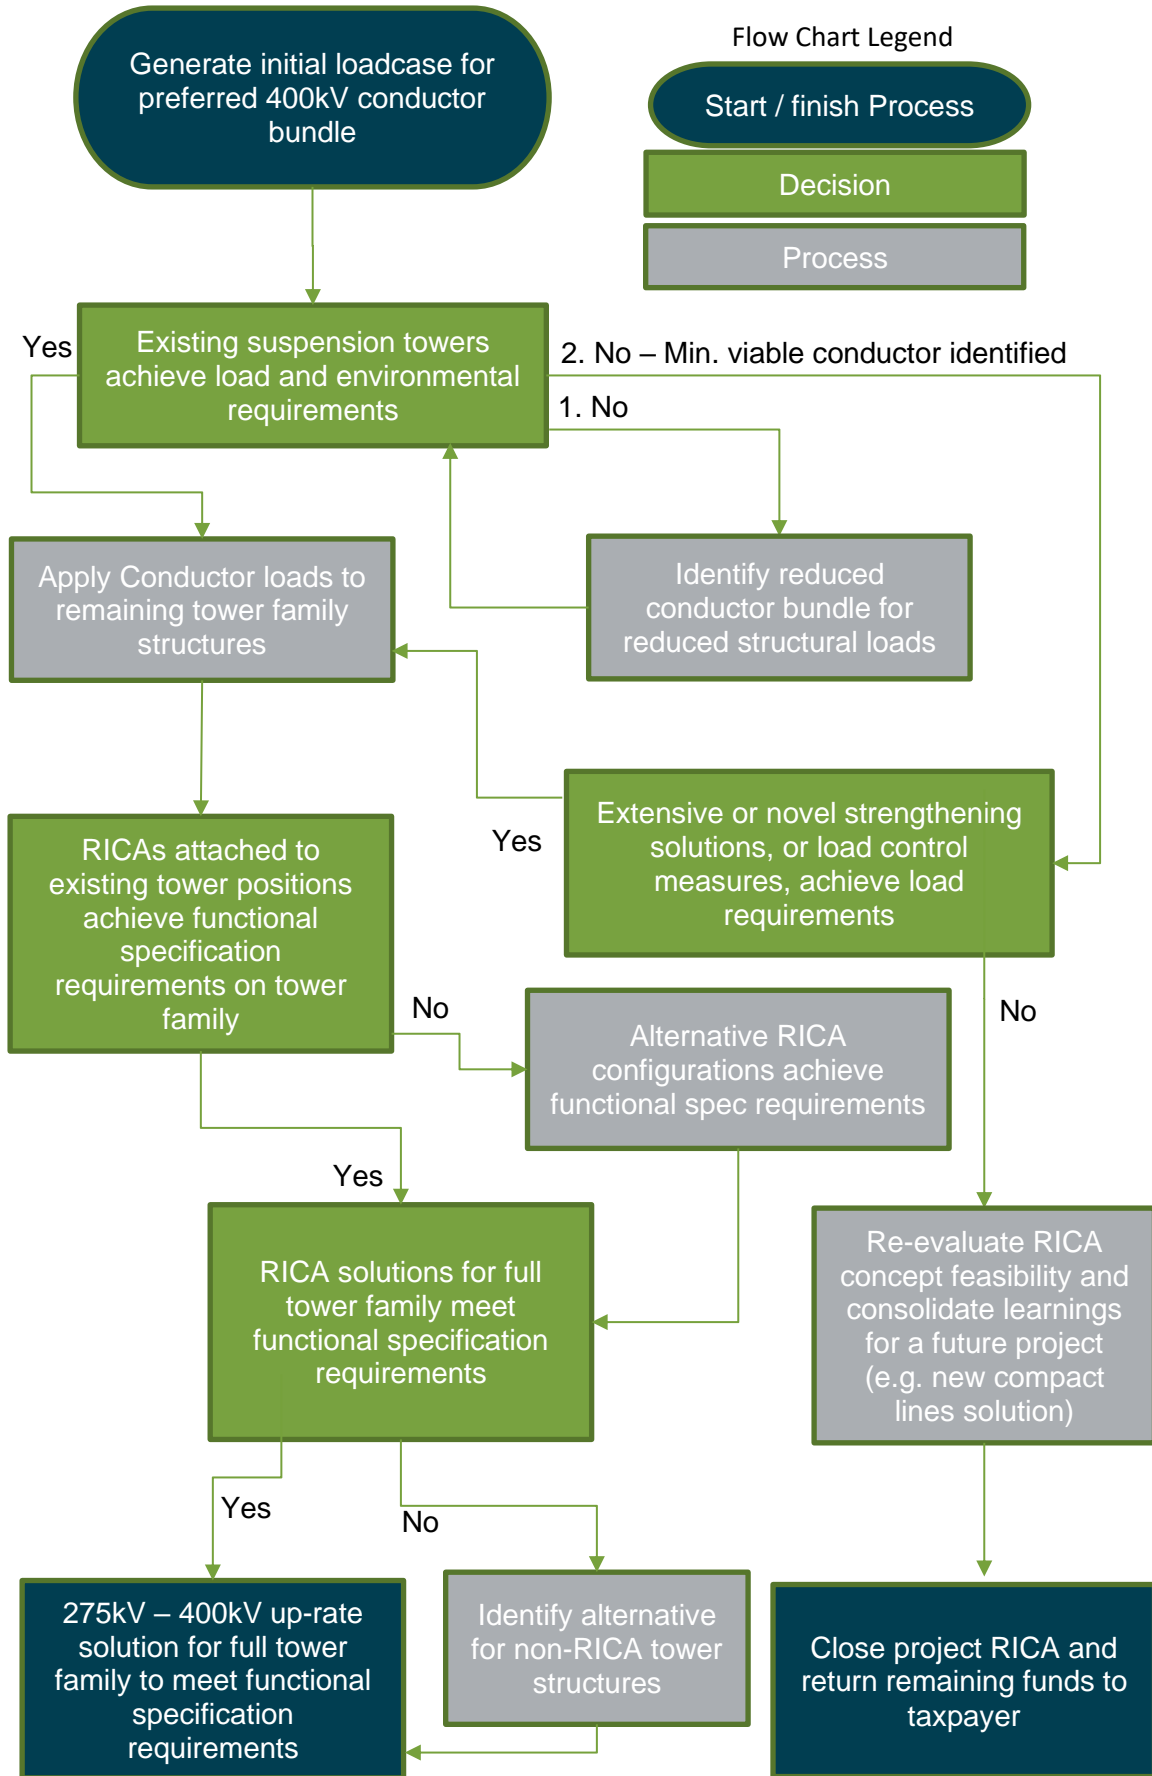 Generate initial loadcase for
preferred 400kV conductor
bundle
Flow Chart Legend
Start / finish Process
Decision
Process
Yes
Existing suspension towers
achieve load and environmental
requirements
2. No – Min. viable conductor identified
1. No
Apply Conductor loads to
remaining tower family
structures
Identify reduced
conductor bundle for
reduced structural loads
Yes
Extensive or novel strengthening
solutions, or load control
measures, achieve load
requirements
RICAs attached to
existing tower positions
achieve functional
specification
requirements on tower
family
No
Alternative RICA
configurations achieve
functional spec requirements
No
Yes
RICA solutions for full
tower family meet
functional specification
requirements
Re-evaluate RICA
concept feasibility and
consolidate learnings
for a future project
(e.g. new compact
lines solution)
Yes
No
275kV – 400kV up-rate
solution for full tower
family to meet functional
specification
requirements
Identify alternative
for non-RICA tower
structures
Close project RICA and
return remaining funds to
taxpayer